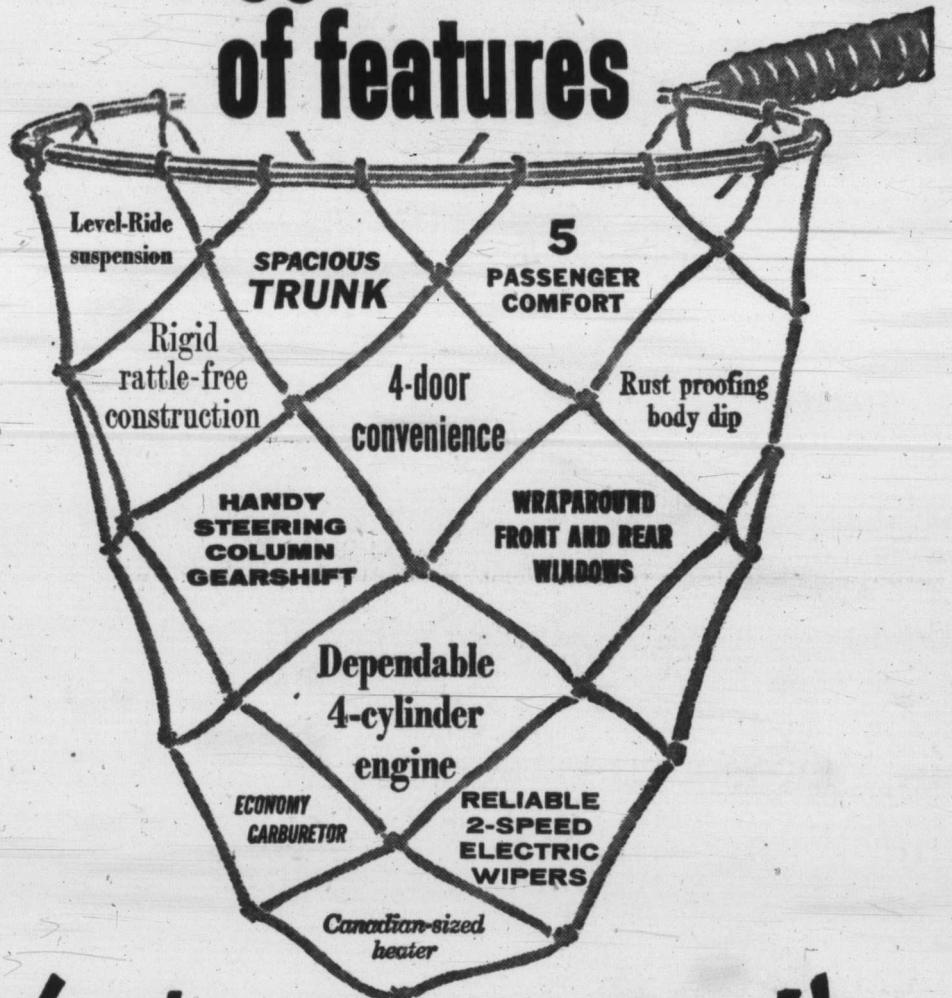 of features
Level-Ride
suspension
SPACIOUS
TRUNK
5
PASSENGER
COMFORT
Rigid
rattle-free
construction
4-door
convenience
Rust proofing
body dip
HANDY
STEERING
COLUMN
GEARSHIFT
WRAPAROUND
FRONT AND REAR
WINDOWS
Dependable
4-cylinder
engine
ECONOMY
CARBURETOR
RELIABLE
2-SPEED
ELECTRIC
WIPERS
Canadian-sized
heater